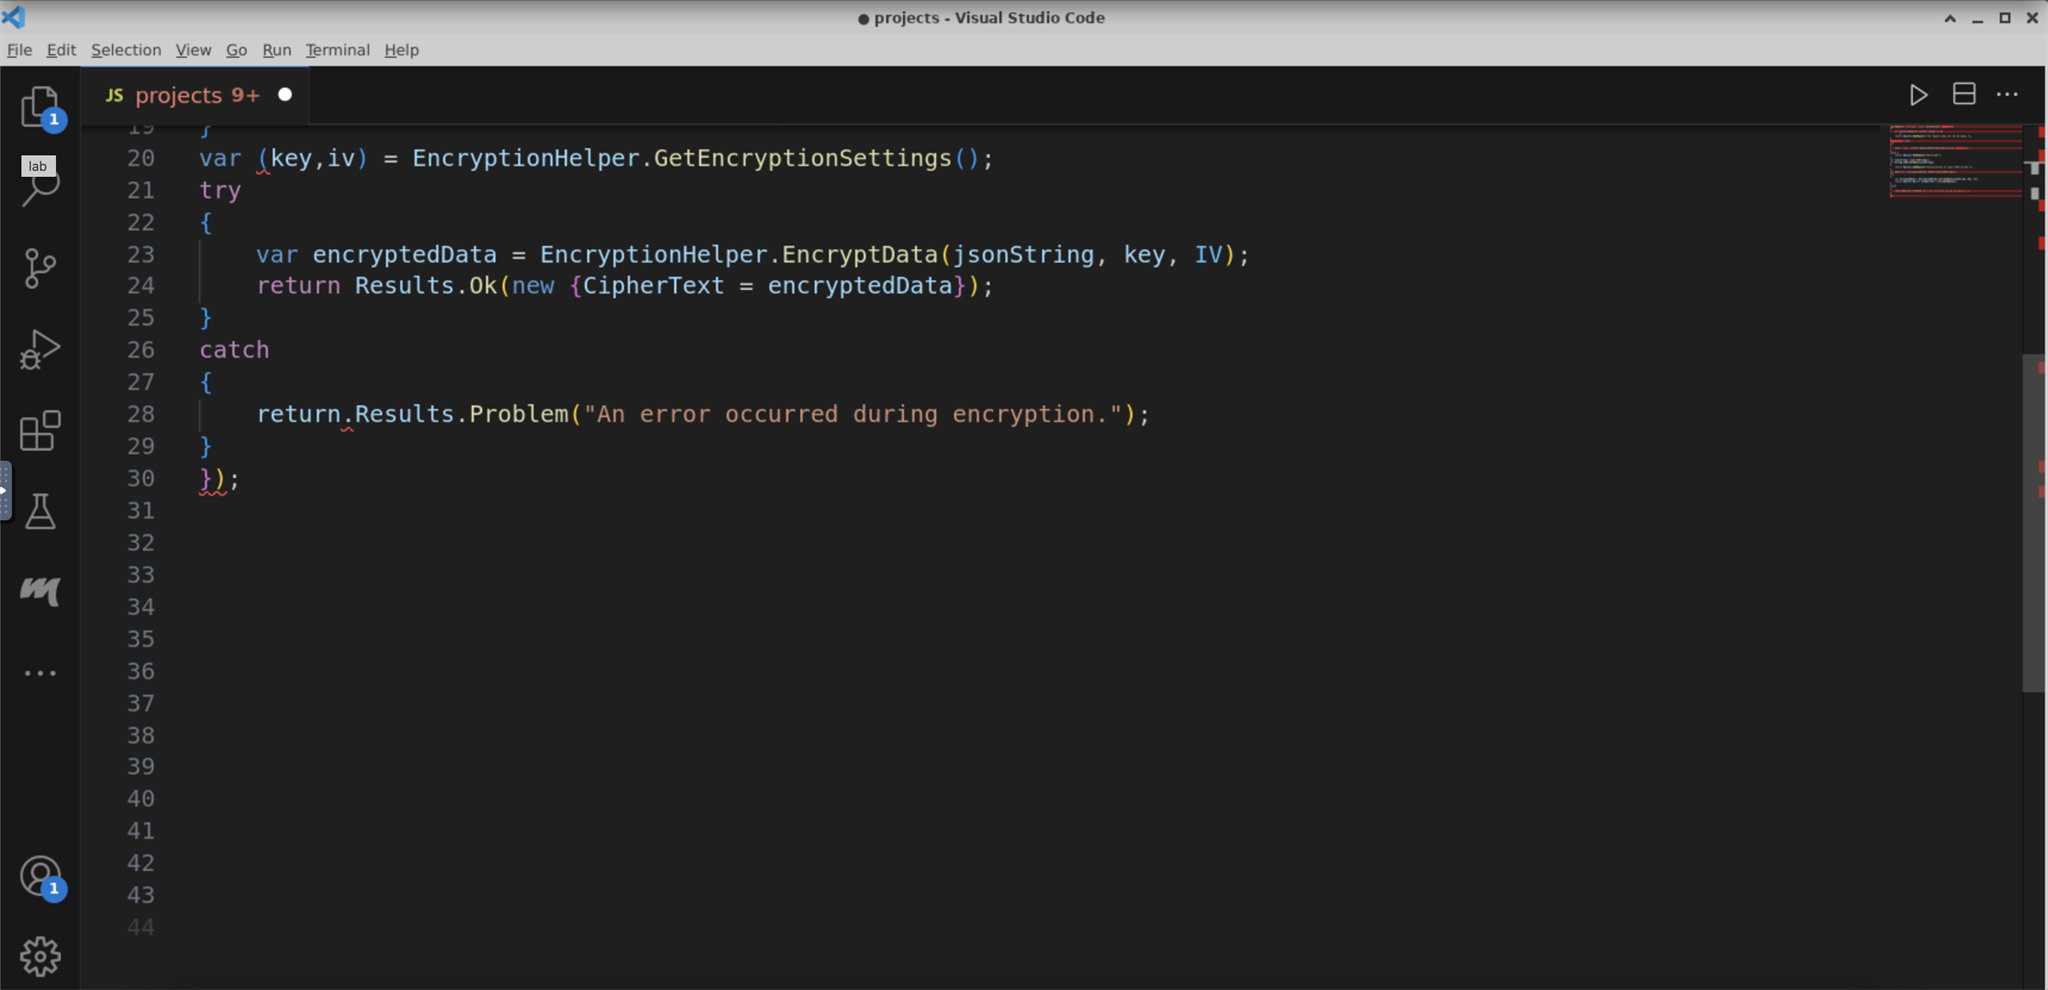 ● projects - Visual Studio Code
File Edit Selection View Go Run Terminal Help
JS projects 9+
1
lab
19 }
20 var (key,iv) = EncryptionHelper.GetEncryptionSettings();
21 try
22 {
23 var encryptedData = EncryptionHelper.EncryptData(jsonString, key, IV);
24 return Results.Ok(new {CipherText = encryptedData});
25 }
26 catch
27 {
28 return.Results.Problem("An error occurred during encryption.");
29 }
30 });
31
32
33
34
35
36
37
38
39
40
41
42
43
1
44